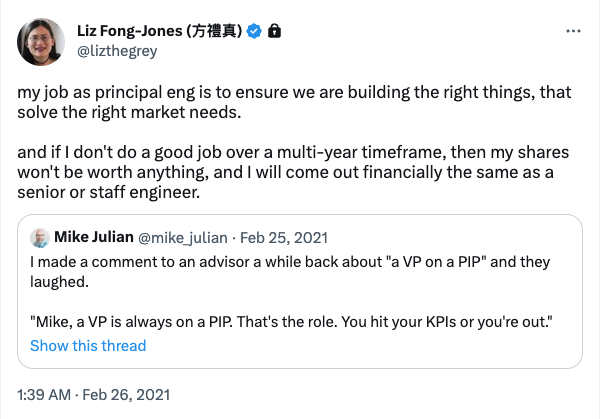 Liz Fong-Jones (方禮真)
@lizthegrey
my job as principal eng is to ensure we are building the right things, that
solve the right market needs.
and if I don't do a good job over a multi-year timeframe, then my shares
won't be worth anything, and I will come out financially the same as a
senior or staff engineer.
Mike Julian @mike_julian · Feb 25, 2021
I made a comment to an advisor a while back about "a VP on a PIP" and they
laughed.
"Mike, a VP is always on a PIP. That's the role. You hit your KPIs or you're out."
Show this thread
1:39 AM · Feb 26, 2021